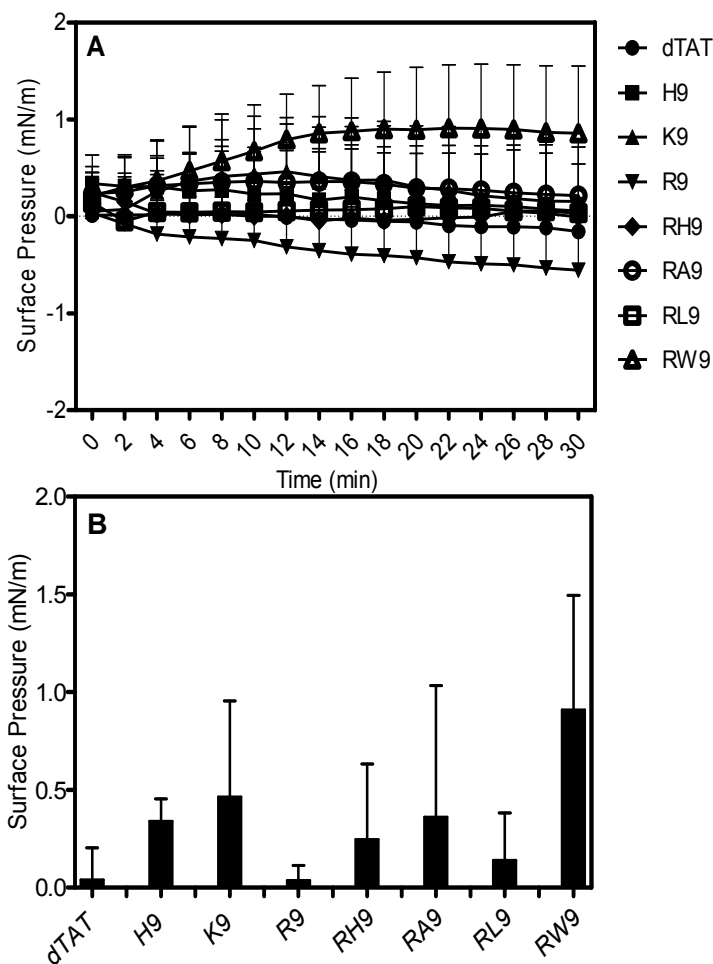 A
Surface Pressure (mN/m)
2
1
0
-1
-2
0 2 4 6 8 10 12 14 16 18 20 22 24 26 28 30
Time (min)
dTAT
H9
K9
R9
RH9
RA9
RL9
RW9
B
Surface Pressure (mN/m)
2.0
1.5
1.0
0.5
0.0
dTAT H9 K9 R9 RH9 RA9 RL9 RW9